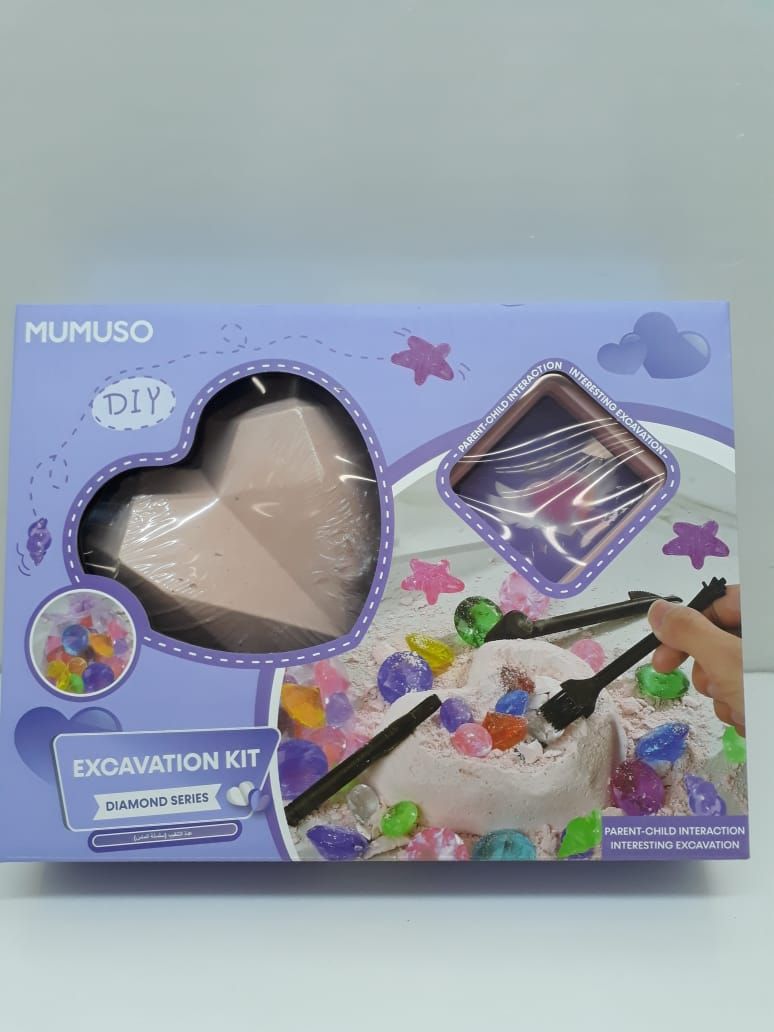 MUMUSO
DIY
PARENT-CHILD INTERACTION
INTERESTING EXCAVATION
EXCAVATION KIT
DIAMOND SERIES
PARENT-CHILD INTERACTION
INTERESTING EXCAVATION